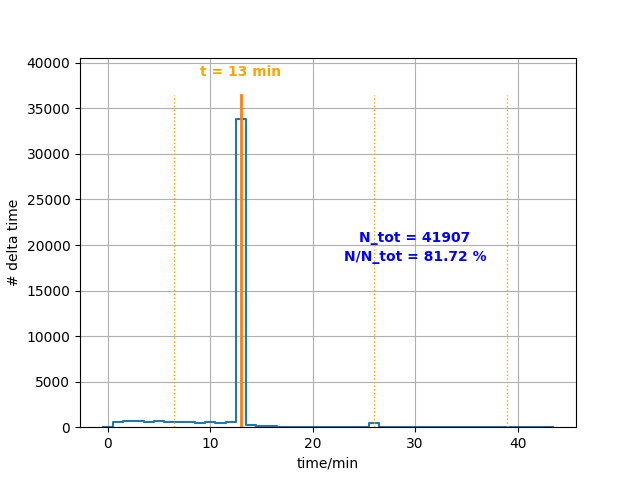 t = 13 min
40000
35000
30000
25000
20000
15000
10000
5000
0
# delta time
N_tot = 41907
N/N_tot = 81.72 %
0 10 20 30 40
time/min